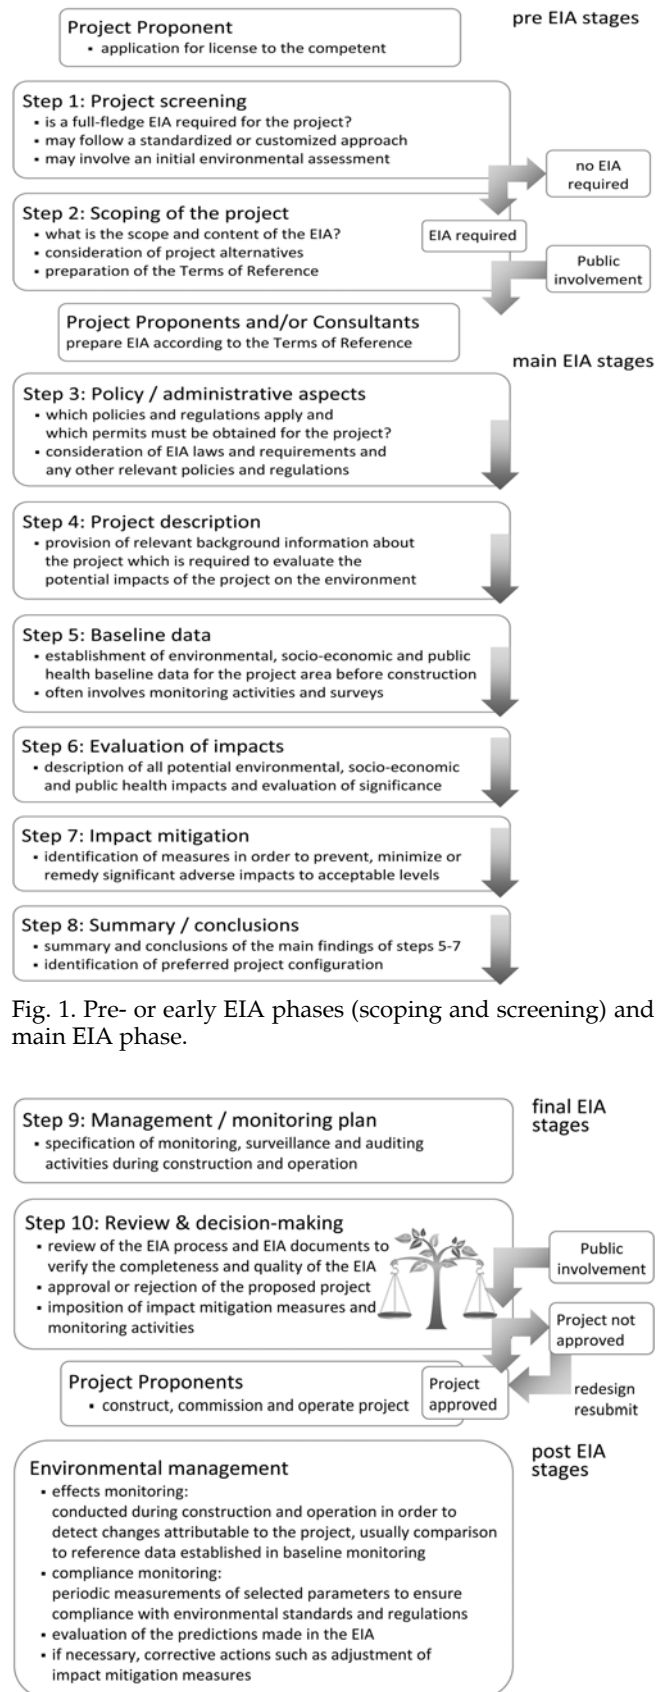 pre EIA stages
Project Proponent
▪ application for license to the competent
Step 1: Project screening
▪ is a full-fledge EIA required for the project?
▪ may follow a standardized or customized approach
▪ may involve an initial environmental assessment
no EIA
required
Step 2: Scoping of the project
▪ what is the scope and content of the EIA?
▪ consideration of project alternatives
▪ preparation of the Terms of Reference
EIA required
Public
involvement
Project Proponents and/or Consultants
prepare EIA according to the Terms of Reference
main EIA stages
Step 3: Policy / administrative aspects
▪ which policies and regulations apply and
which permits must be obtained for the project?
▪ consideration of EIA laws and requirements and
any other relevant policies and regulations
Step 4: Project description
▪ provision of relevant background information about
the project which is required to evaluate the
potential impacts of the project on the environment
Step 5: Baseline data
▪ establishment of environmental, socio-economic and public
health baseline data for the project area before construction
▪ often involves monitoring activities and surveys
Step 6: Evaluation of impacts
▪ description of all potential environmental, socio-economic
and public health impacts and evaluation of significance
Step 7: Impact mitigation
▪ identification of measures in order to prevent, minimize or
remedy significant adverse impacts to acceptable levels
Step 8: Summary / conclusions
▪ summary and conclusions of the main findings of steps 5-7
▪ identification of preferred project configuration
Fig. 1. Pre- or early EIA phases (scoping and screening) and
main EIA phase.
final EIA
stages
Step 9: Management / monitoring plan
▪ specification of monitoring, surveillance and auditing
activities during construction and operation
Step 10: Review & decision-making
▪ review of the EIA process and EIA documents to
verify the completeness and quality of the EIA
▪ approval or rejection of the proposed project
▪ imposition of impact mitigation measures and
monitoring activities
Public
involvement
Project not
approved
Project Proponents
▪ construct, commission and operate project
Project
approved
redesign
resubmit
post EIA
stages
Environmental management
▪ effects monitoring:
conducted during construction and operation in order to
detect changes attributable to the project, usually comparison
to reference data established in baseline monitoring
▪ compliance monitoring:
periodic measurements of selected parameters to ensure
compliance with environmental standards and regulations
▪ evaluation of the predictions made in the EIA
▪ if necessary, corrective actions such as adjustment of
impact mitigation measures